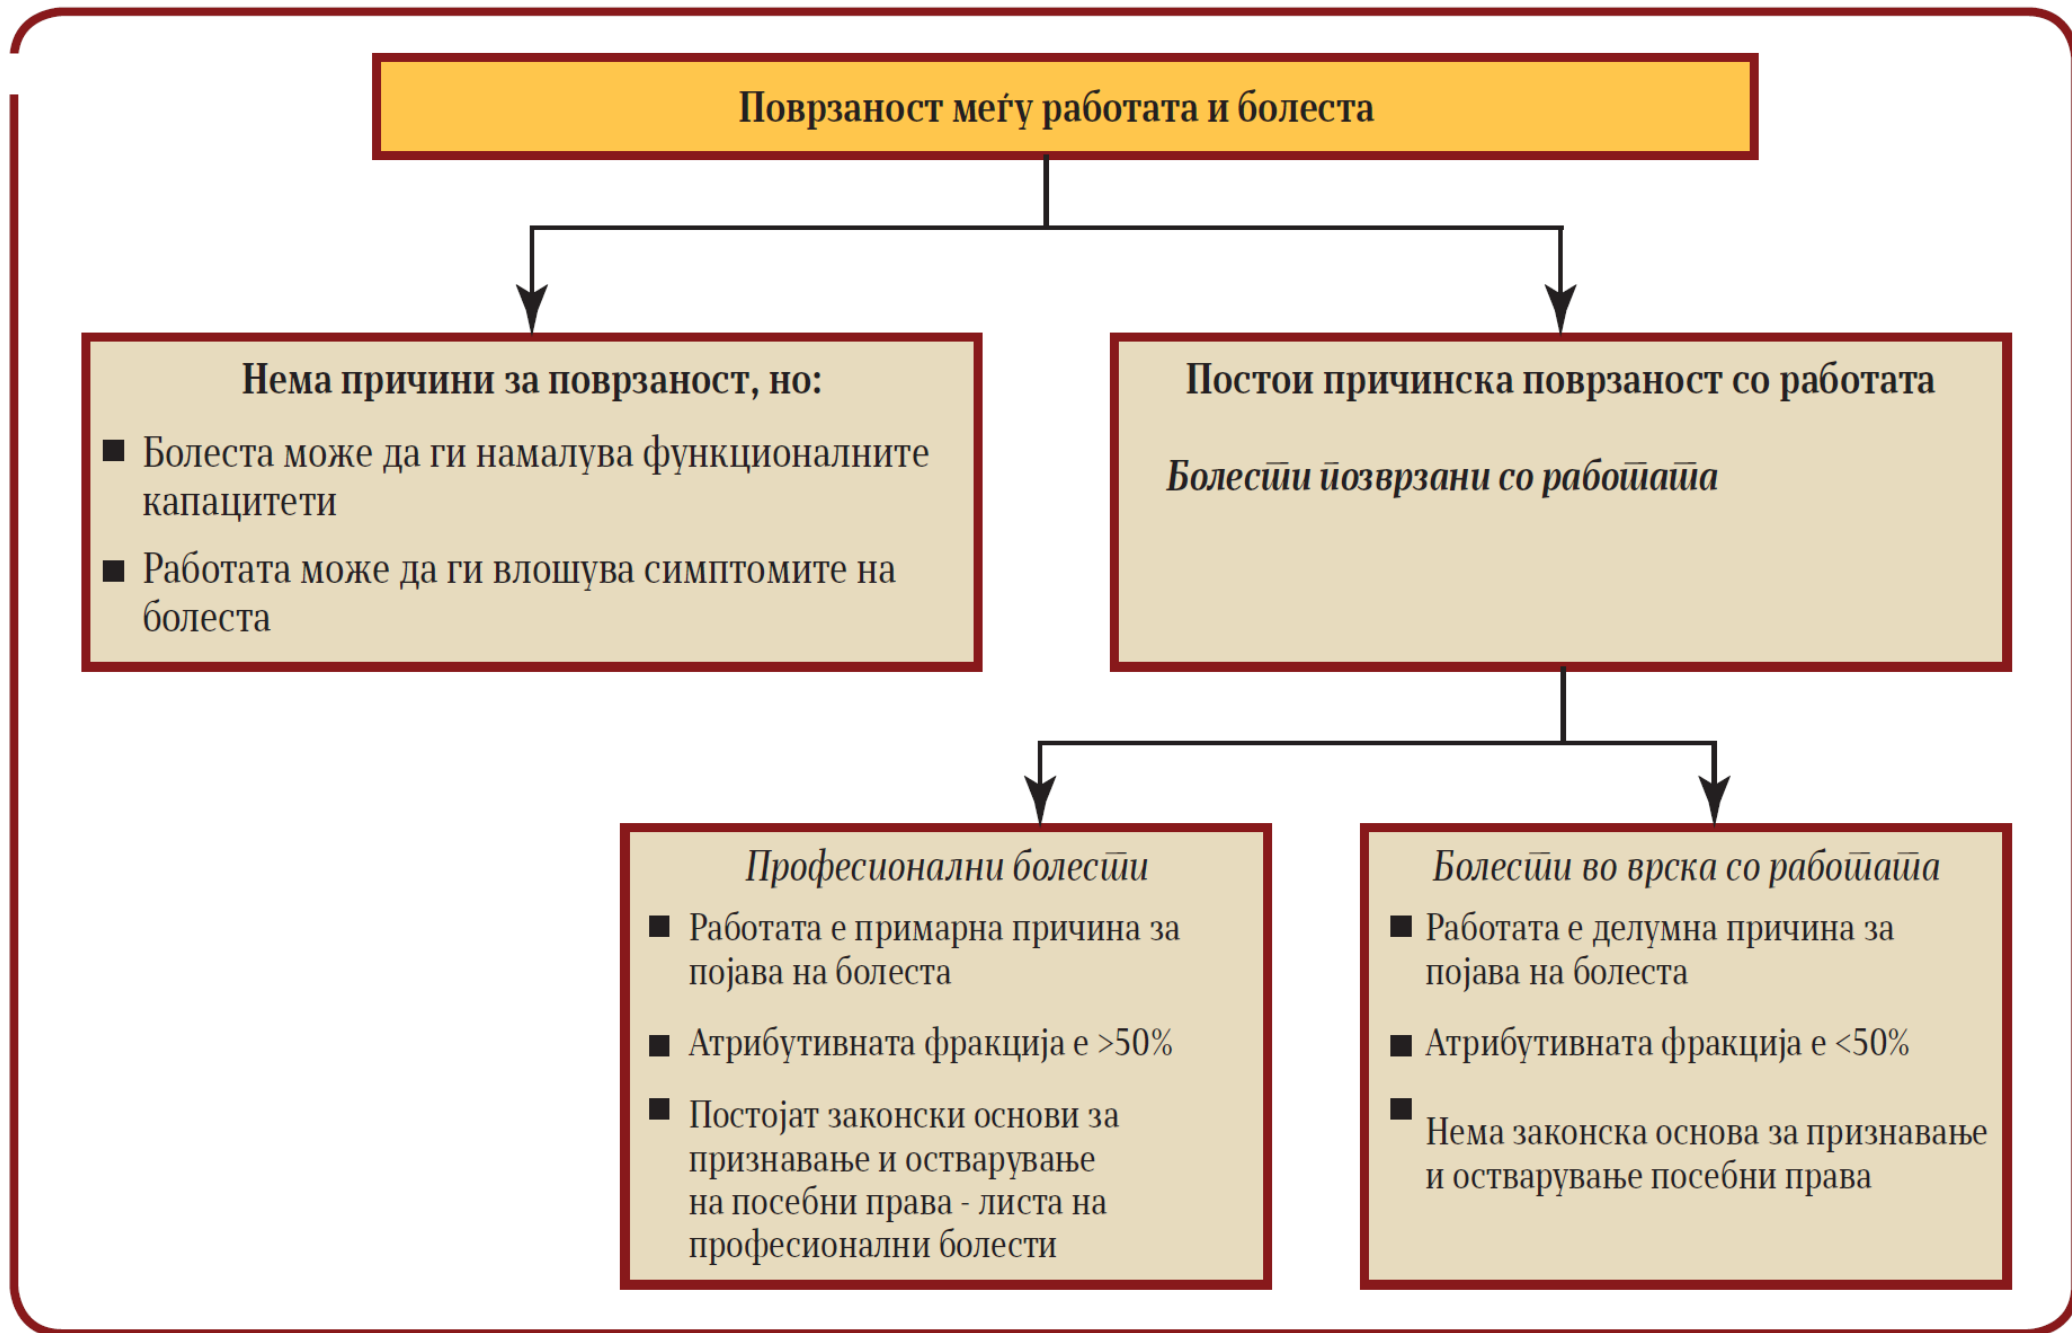 Поврзаност меѓу работата и болеста
Нема причини за поврзаност, но:
■ Болеста може да ги намалува функционалните
капацитети
■ Работата може да ги влошува симптомите на
болеста
Постои причинска поврзаност со работата
Болести позврзани со работата
Професионални болести
■ Работата е примарна причина за
појава на болеста
■ Атрибутивната фракција е >50%
■ Постојат законски основи за
признавање и остварување
на посебни права - листа на
професионални болести
Болести во врска со работата
■ Работата е делумна причина за
појава на болеста
■ Атрибутивната фракција е <50%
■ Нема законска основа за признавање
и остварување посебни права